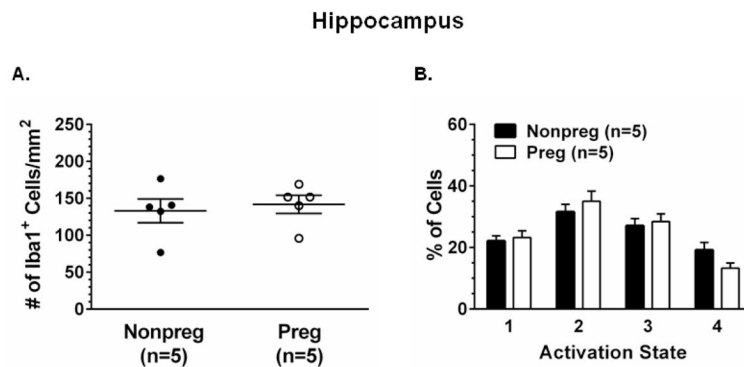 Hippocampus
A.
# of Iba1+ Cells/mm2
250
200
150
100
50
0
Nonpreg
(n=5)
Preg
(n=5)
B.
% of Cells
60
40
20
0
Nonpreg (n=5)
Preg (n=5)
1 2 3 4
Activation State